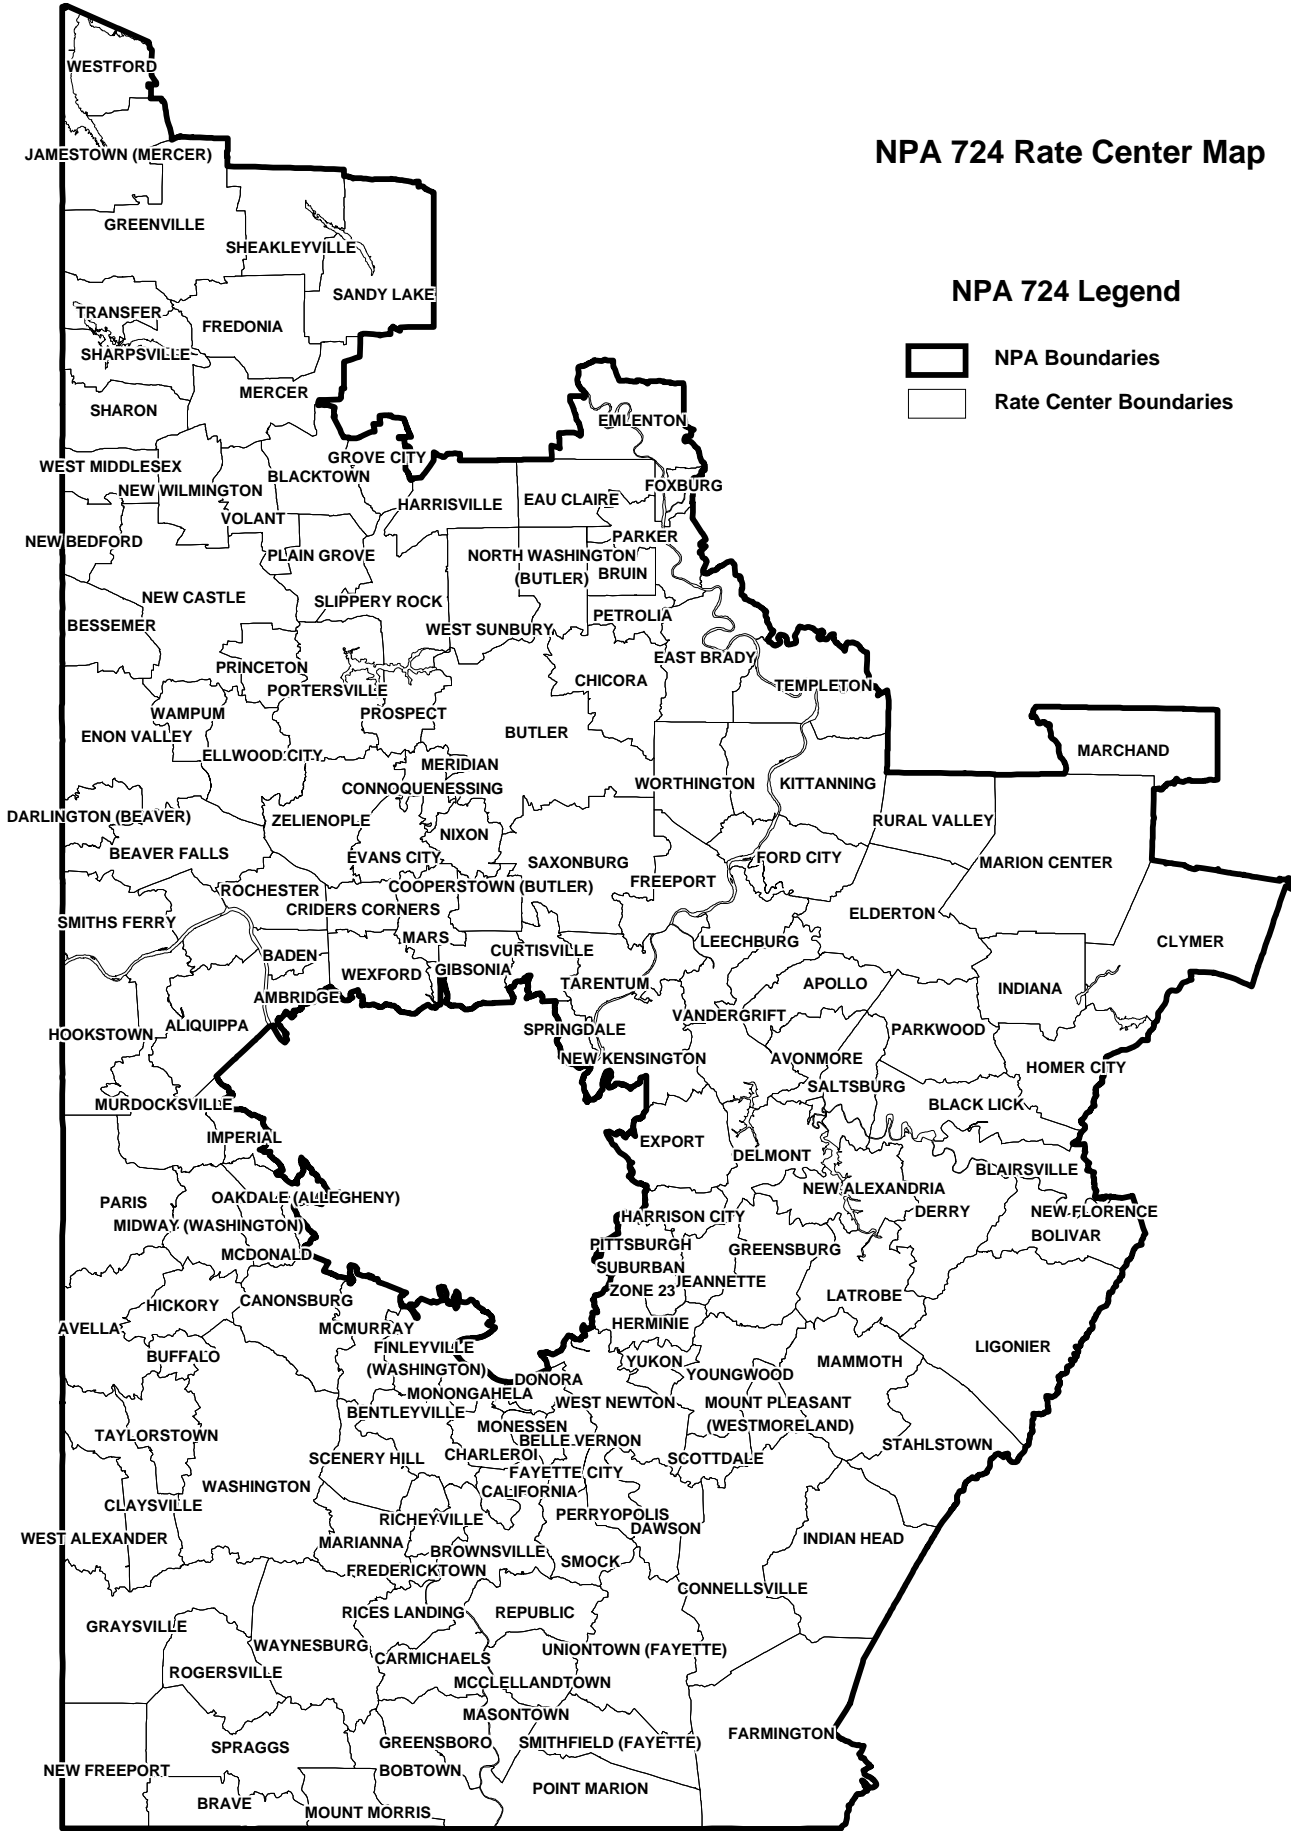 NPA 724 Rate Center Map
NPA 724 Legend
NPA Boundaries
Rate Center Boundaries
WESTFORD
JAMESTOWN (MERCER)
GREENVILLE
SHEAKLEYVILLE
SANDY LAKE
TRANSFER
FREDONIA
SHARPSVILLE
MERCER
SHARON
EMLENTON
GROVE CITY
WEST MIDDLESEX
BLACKTOWN
FOXBURG
NEW WILMINGTON
HARRISVILLE
EAU CLAIRE
VOLANT
PARKER
NEW BEDFORD
PLAIN GROVE
NORTH WASHINGTON
(BUTLER)
BRUIN
NEW CASTLE
SLIPPERY ROCK
PETROLIA
BESSEMER
WEST SUNBURY
EAST BRADY
PRINCETON
CHICORA
TEMPLETON
PORTERSVILLE
WAMPUM
PROSPECT
ENON VALLEY
BUTLER
MARCHAND
ELLWOOD CITY
MERIDIAN
WORTHINGTON
KITTANNING
CONNOQUENESSING
DARLINGTON (BEAVER)
ZELIENOPLE
RURAL VALLEY
NIXON
BEAVER FALLS
EVANS CITY
SAXONBURG
FORD CITY
MARION CENTER
FREEPORT
ROCHESTER
COOPERSTOWN (BUTLER)
CRIDERS CORNERS
ELDERTON
SMITHS FERRY
MARS
LEECHBURG
CLYMER
BADEN
CURTISVILLE
WEXFORD
GIBSONIA
TARENTUM
APOLLO
INDIANA
AMBRIDGE
ALIQUIPPA
VANDERGRIFT
HOOKSTOWN
SPRINGDALE
PARKWOOD
NEW KENSINGTON
AVONMORE
HOMER CITY
SALTSBURG
MURDOCKSVILLE
BLACK LICK
IMPERIAL
EXPORT
DELMONT
BLAIRSVILLE
PARIS
OAKDALE (ALLEGHENY)
NEW ALEXANDRIA
DERRY
NEW FLORENCE
MIDWAY (WASHINGTON)
HARRISON CITY
BOLIVAR
MCDONALD
PITTSBURGH
SUBURBAN
ZONE 23
GREENSBURG
JEANNETTE
HICKORY
CANONSBURG
LATROBE
AVELLA
MCMURRAY
HERMINIE
BUFFALO
FINLEYVILLE
(WASHINGTON)
LIGONIER
YUKON
MAMMOTH
YOUNGWOOD
DONORA
MONONGAHELA
WEST NEWTON
MOUNT PLEASANT
(WESTMORELAND)
BENTLEYVILLE
MONESSEN
TAYLORSTOWN
BELLE VERNON
STAHLSTOWN
SCENERY HILL
CHARLEROI
SCOTTDALE
FAYETTE CITY
WASHINGTON
CALIFORNIA
CLAYSVILLE
RICHEYVILLE
PERRYOPOLIS
DAWSON
WEST ALEXANDER
MARIANNA
INDIAN HEAD
BROWNSVILLE
SMOCK
FREDERICKTOWN
CONNELLSVILLE
RICES LANDING
REPUBLIC
GRAYSVILLE
WAYNESBURG
UNIONTOWN (FAYETTE)
CARMICHAELS
ROGERSVILLE
MCCLELLANDTOWN
MASONTOWN
FARMINGTON
SPRAGGS
GREENSBORO
SMITHFIELD (FAYETTE)
NEW FREEPORT
BOBTOWN
POINT MARION
BRAVE
MOUNT MORRIS